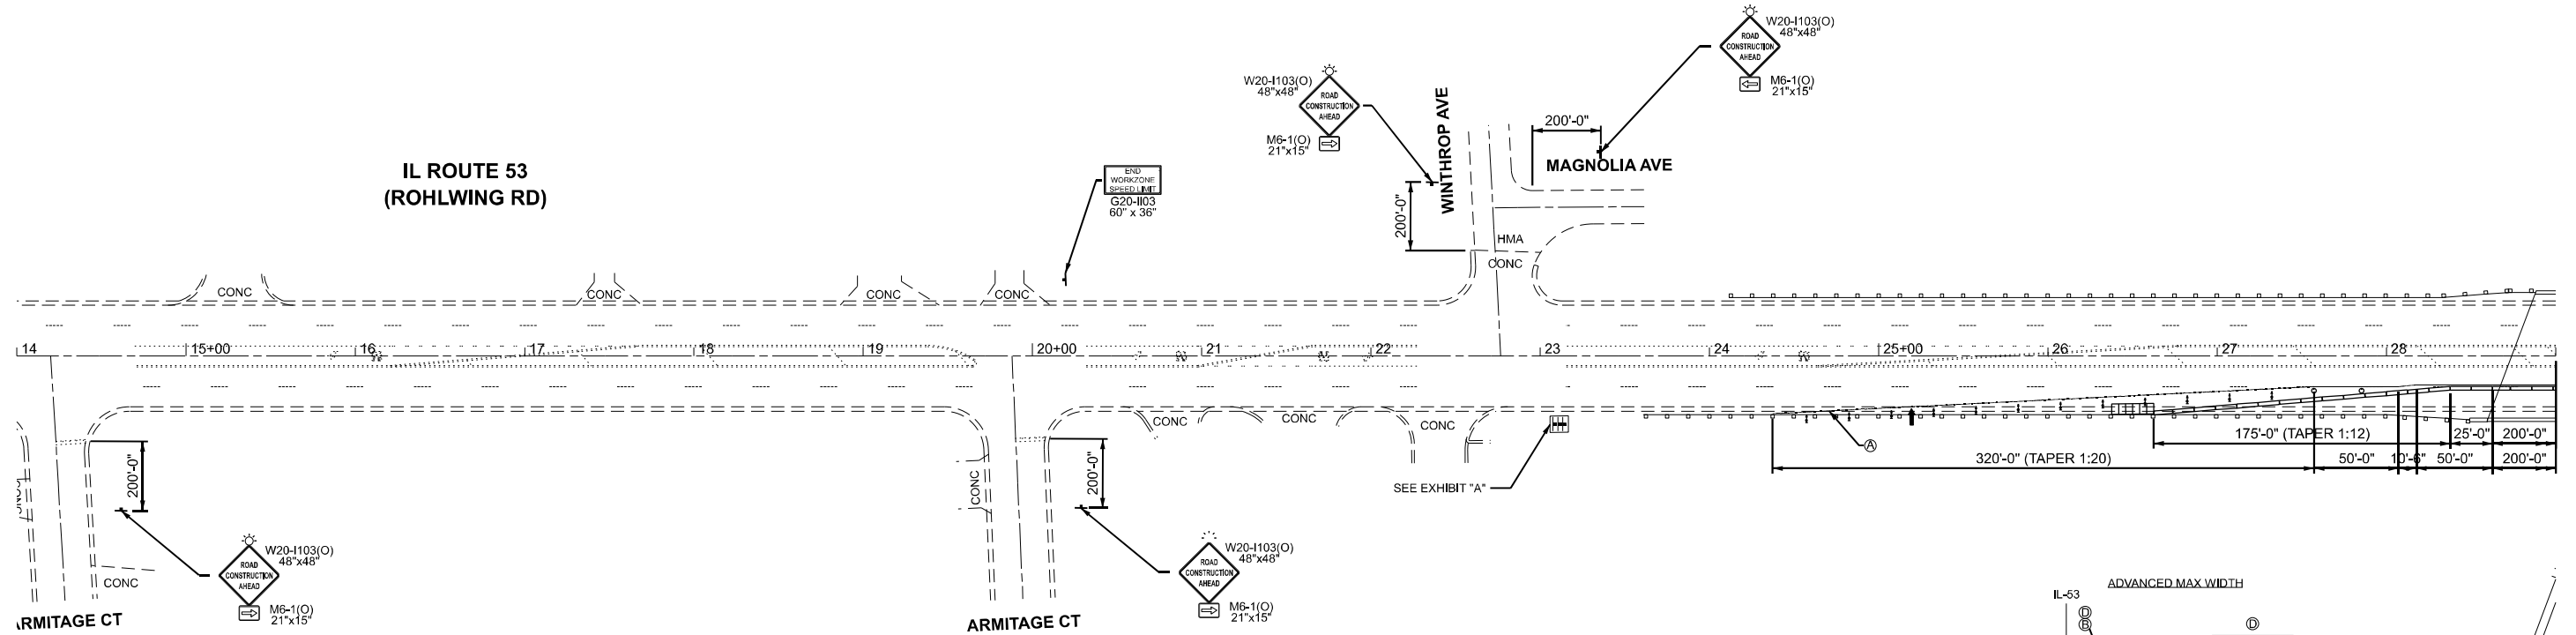 W20-I103(O)
48"x48"
ROAD
CONSTRUCTION
AHEAD
M6-1(O)
21"x15"
W20-I103(O)
48"x48"
ROAD
CONSTRUCTION
AHEAD
M6-1(O)
21"x15"
WINTHROP AVE
200'-0"
MAGNOLIA AVE
200'-0"
IL ROUTE 53
(ROHLWING RD)
END
WORKZONE
SPEED LIMIT
G20-II03
60" x 36"
HMA
CONC
CONC
CONC
CONC
CONC
14
15+00
16
17
18
19
20+00
21
22
23
24
25+00
26
27
28
CONC
CONC
CONC
SEE EXHIBIT "A"
A
175'-0" (TAPER 1:12)
25'-0"
200'-0"
320'-0" (TAPER 1:20)
50'-0"
10'-6"
50'-0"
200'-0"
200'-0"
CONC
200'-0"
W20-I103(O)
48"x48"
ROAD
CONSTRUCTION
AHEAD
M6-1(O)
21"x15"
CONC
W20-I103(O)
48"x48"
ROAD
CONSTRUCTION
AHEAD
M6-1(O)
21"x15"
ARMITAGE CT
RMITAGE CT
ADVANCED MAX WIDTH
IL-53
D
B
D